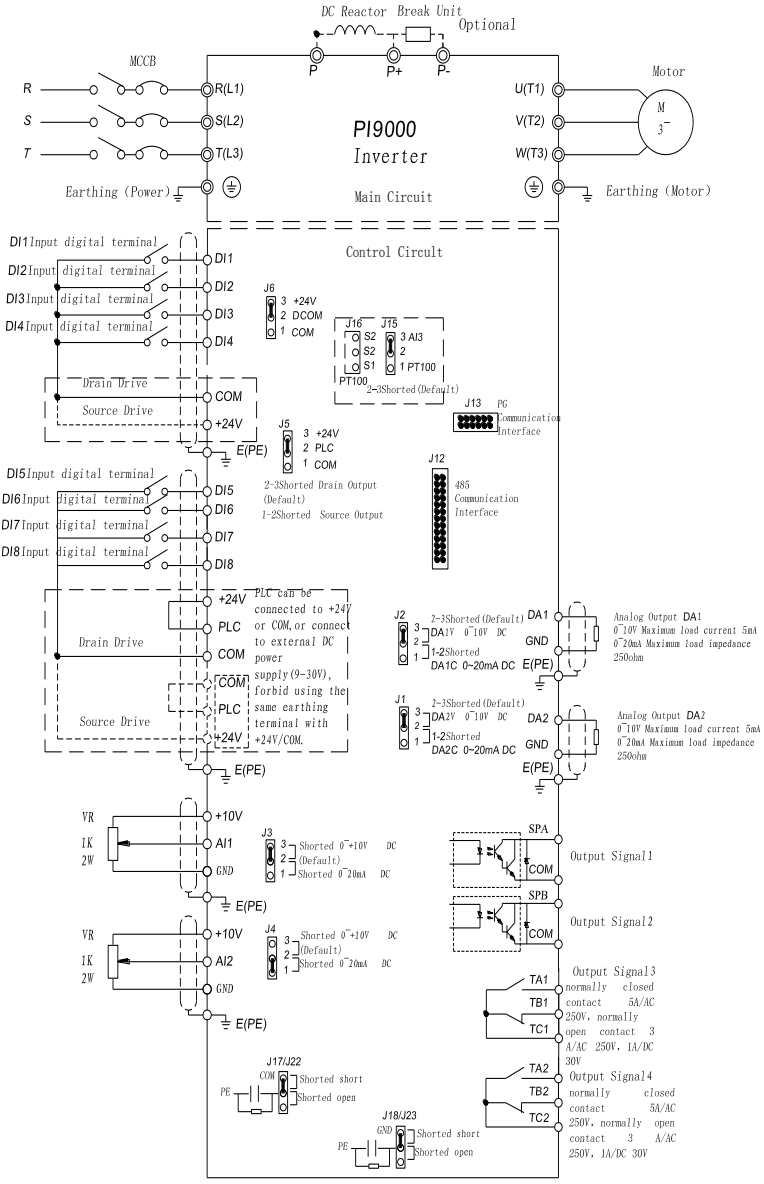 DC Reactor Break Unit
Optional
MCCB
P P+ P-
Motor
R R(L1) U(T1)
M
S S(L2) V(T2)
3~
PI9000
T T(L3) W(T3)
Inverter
Earthing (Power) Earthing (Motor)
Main Circuit
Control Circuit
DI1 Input digital terminal DI1
DI2 Input digital terminal DI2
DI3 Input digital terminal DI3
DI4 Input digital terminal DI4
J6
3 +24V
2 DCOM
1 COM
J16 J15
S2 3 AI3
S2 2
S1 1 PT100
PT100
2-3Shorted(Default)
Drain Drive
COM
Source Drive
+24V
E(PE)
J13 PG
Communication
Interface
J5
3 +24V
2 PLC
1 COM
2-3Shorted Drain Output
(Default)
1-2Shorted Source Output
J12
485
Communication
Interface
DI5 Input digital terminal DI5
DI6 Input digital terminal DI6
DI7 Input digital terminal DI7
DI8 Input digital terminal DI8
+24V
PLC
Drain Drive COM
COM
PLC
Source Drive
+24V
E(PE)
PLC can be
connected to +24V
or COM,or connect
to external DC
power
supply(9-30V),
forbid using the
same earthing
terminal with
+24V/COM.
J2
3
2
1
2-3Shorted(Default)
DA1V 0‾10V DC
1-2Shorted
DA1C 0~20mA DC
DA1
GND
E(PE)
Analog Output DA1
0‾10V Maximum load current 5mA
0‾20mA Maximum load impedance
250ohm
J1
3
2
1
2-3Shorted(Default)
DA2V 0‾10V DC
1-2Shorted
DA2C 0~20mA DC
DA2
GND
E(PE)
Analog Output DA2
0‾10V Maximum load current 5mA
0‾20mA Maximum load impedance
250ohm
VR
1K
2W
+10V
AI1
GND
E(PE)
J3
3 Shorted 0‾+10V DC
2 (Default)
1 Shorted 0‾20mA DC
SPA
COM
Output Signal1
SPB
COM
Output Signal2
VR
1K
2W
+10V
AI2
GND
E(PE)
J4
3 Shorted 0‾+10V DC
2 (Default)
1 Shorted 0‾20mA DC
TA1
TB1
TC1
Output Signal3
normally closed
contact 5A/AC
250V, normally
open contact 3
A/AC 250V, 1A/DC
30V
TA2
TB2
TC2
Output Signal4
normally closed
contact 5A/AC
250V, normally open
contact 3 A/AC
250V, 1A/DC 30V
J17/J22
COM Shorted short
PE Shorted open
J18/J23
GND Shorted short
PE Shorted open